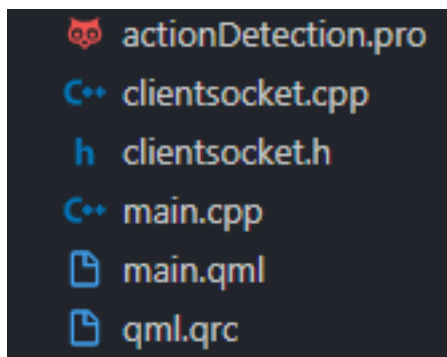 actionDetection.pro
C++ clientsocket.cpp
h clientsocket.h
C++ main.cpp
main.qml
qml.qrc